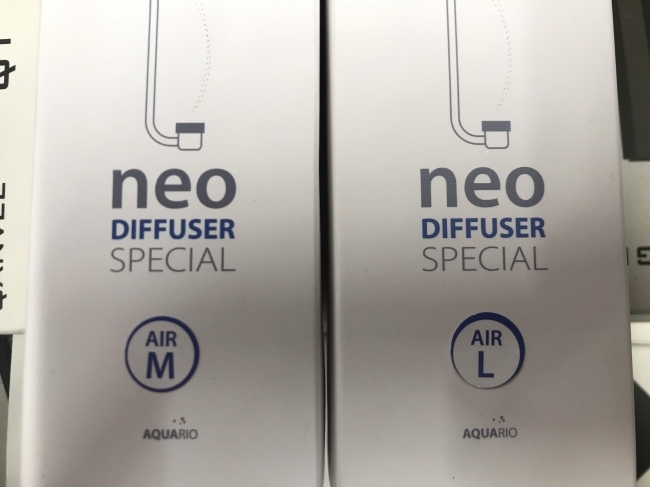 neo
DIFFUSER
SPECIAL
AIR
M
AQUARIO
neo
DIFFUSER
SPECIAL
AIR
L
AQUARIO